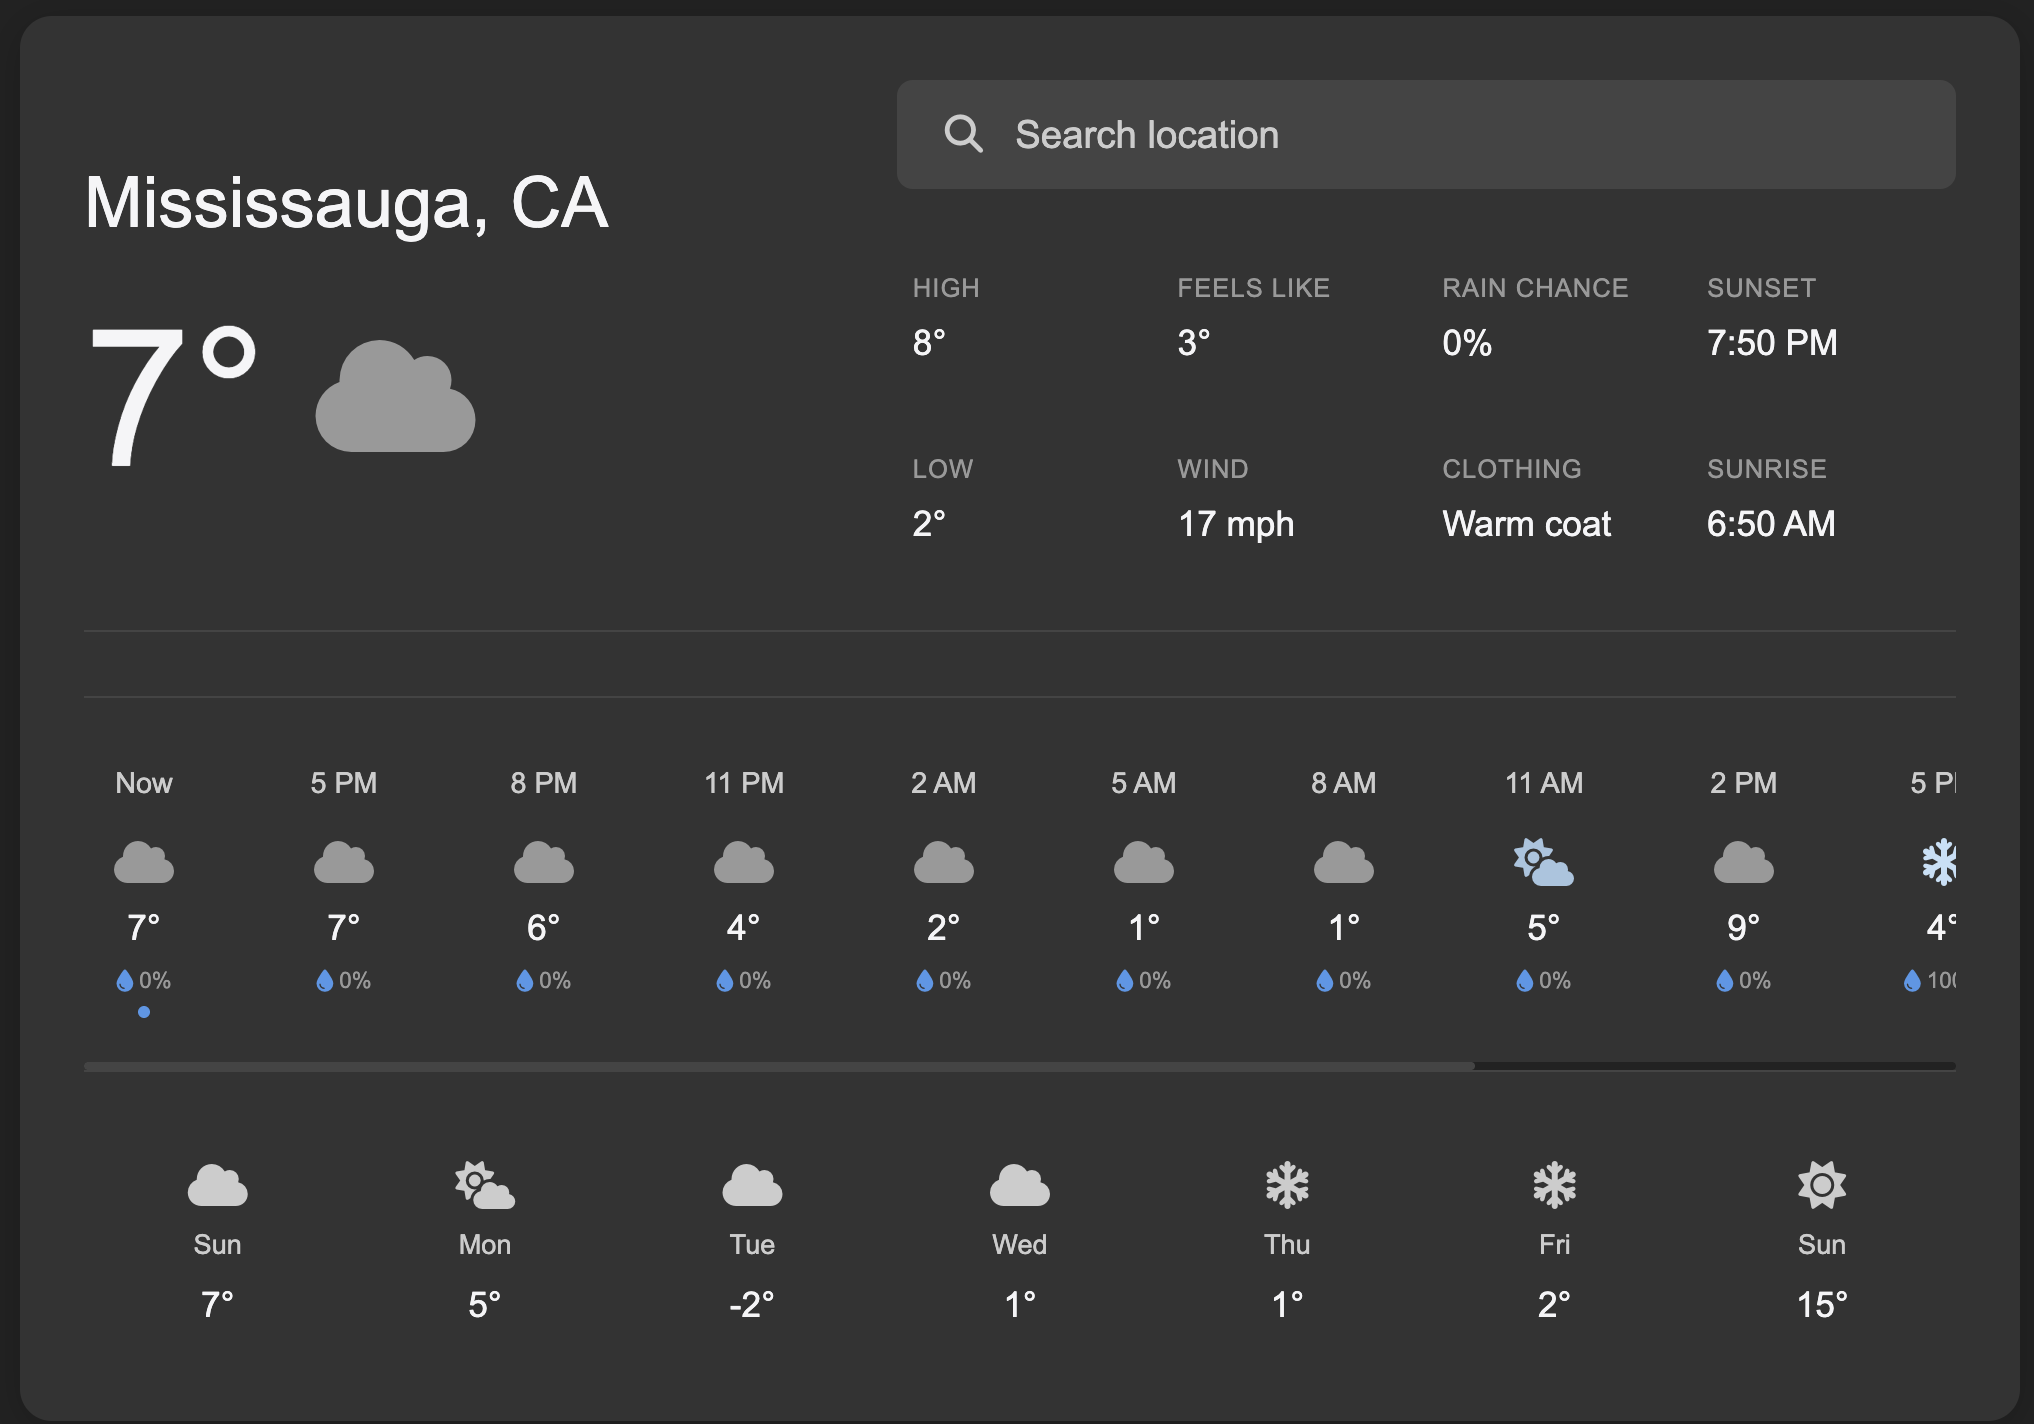 Search location
Mississauga, CA
7°
HIGH FEELS LIKE RAIN CHANCE SUNSET
8° 3° 0% 7:50 PM
LOW WIND CLOTHING SUNRISE
2° 17 mph Warm coat 6:50 AM
Now 5 PM 8 PM 11 PM 2 AM 5 AM 8 AM 11 AM 2 PM 5 P
7° 7° 6° 4° 2° 1° 1° 5° 9° 4°
0% 0% 0% 0% 0% 0% 0% 0% 0% 100
Sun Mon Tue Wed Thu Fri Sun
7° 5° -2° 1° 1° 2° 15°